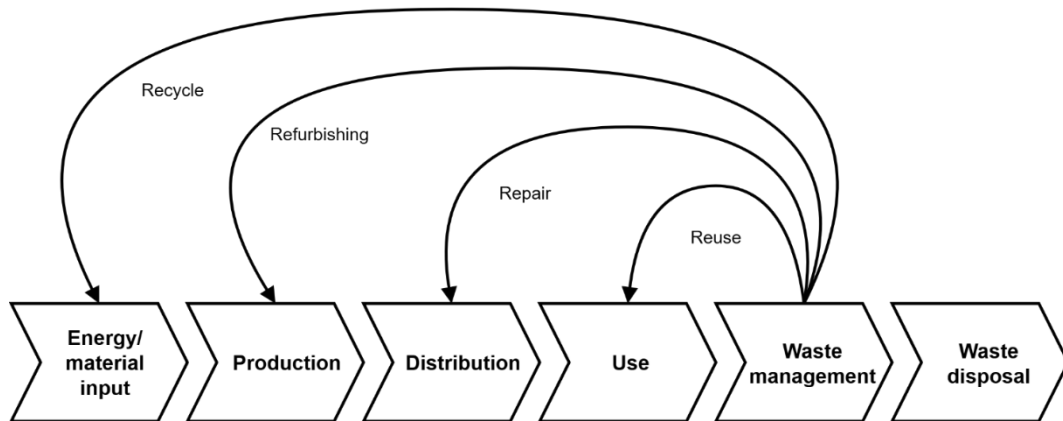 Recycle
Refurbishing
Repair
Reuse
Energy/
material
input
Production
Distribution
Use
Waste
management
Waste
disposal